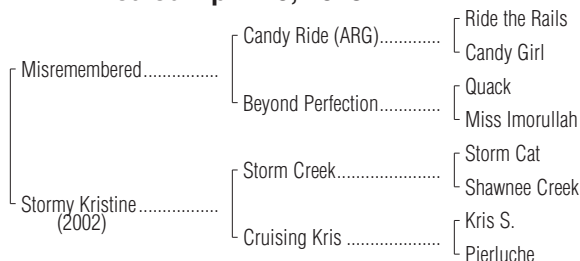 Ride the Rails
Candy Ride (ARG).............
Candy Girl
Misremembered................
Quack
Beyond Perfection.............
Miss Imorullah
Storm Cat
Storm Creek......................
Shawnee Creek
Stormy Kristine .................
(2002)
Kris S.
Cruising Kris ....................
Pierluche